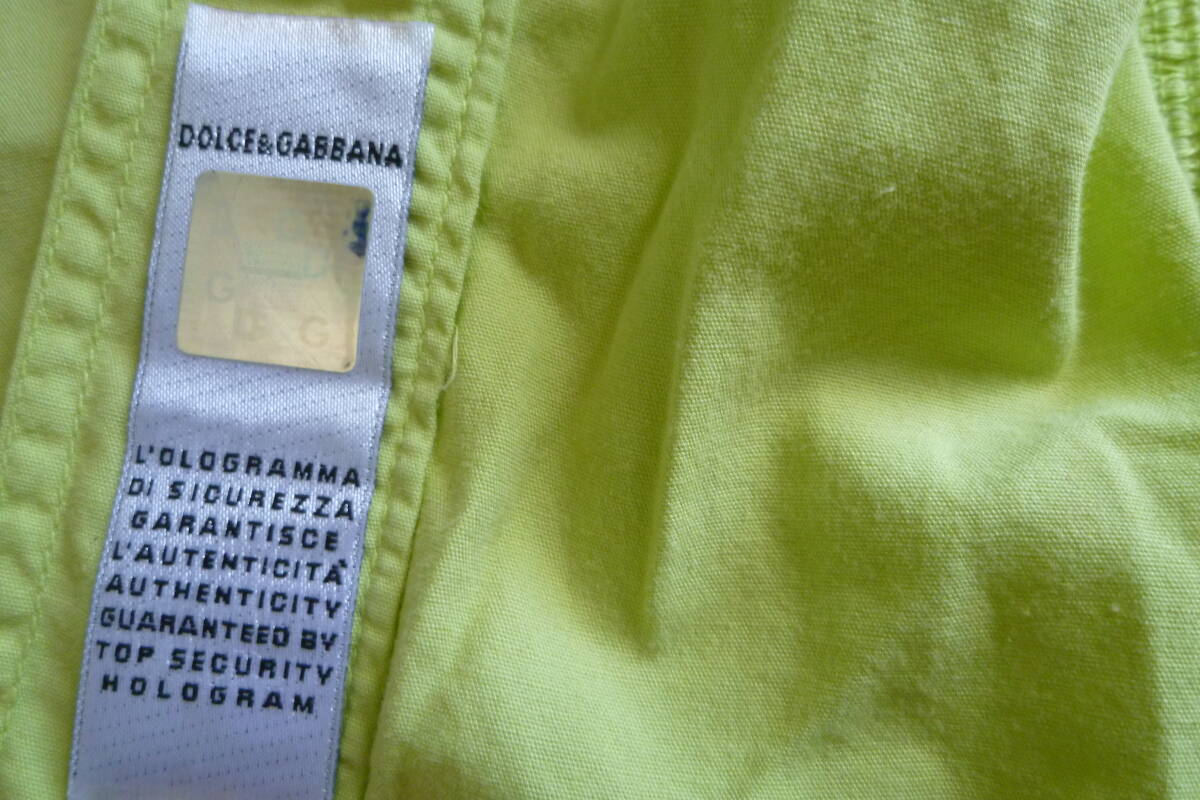 DOLCE&GABBANA
G
D G
L'OLOGRAMMA
DI SICUREZZA
GARANTISCE
L'AUTENTICITÀ
AUTHENTICITY
GUARANTEED BY
TOP SECURITY
HOLOGRAM